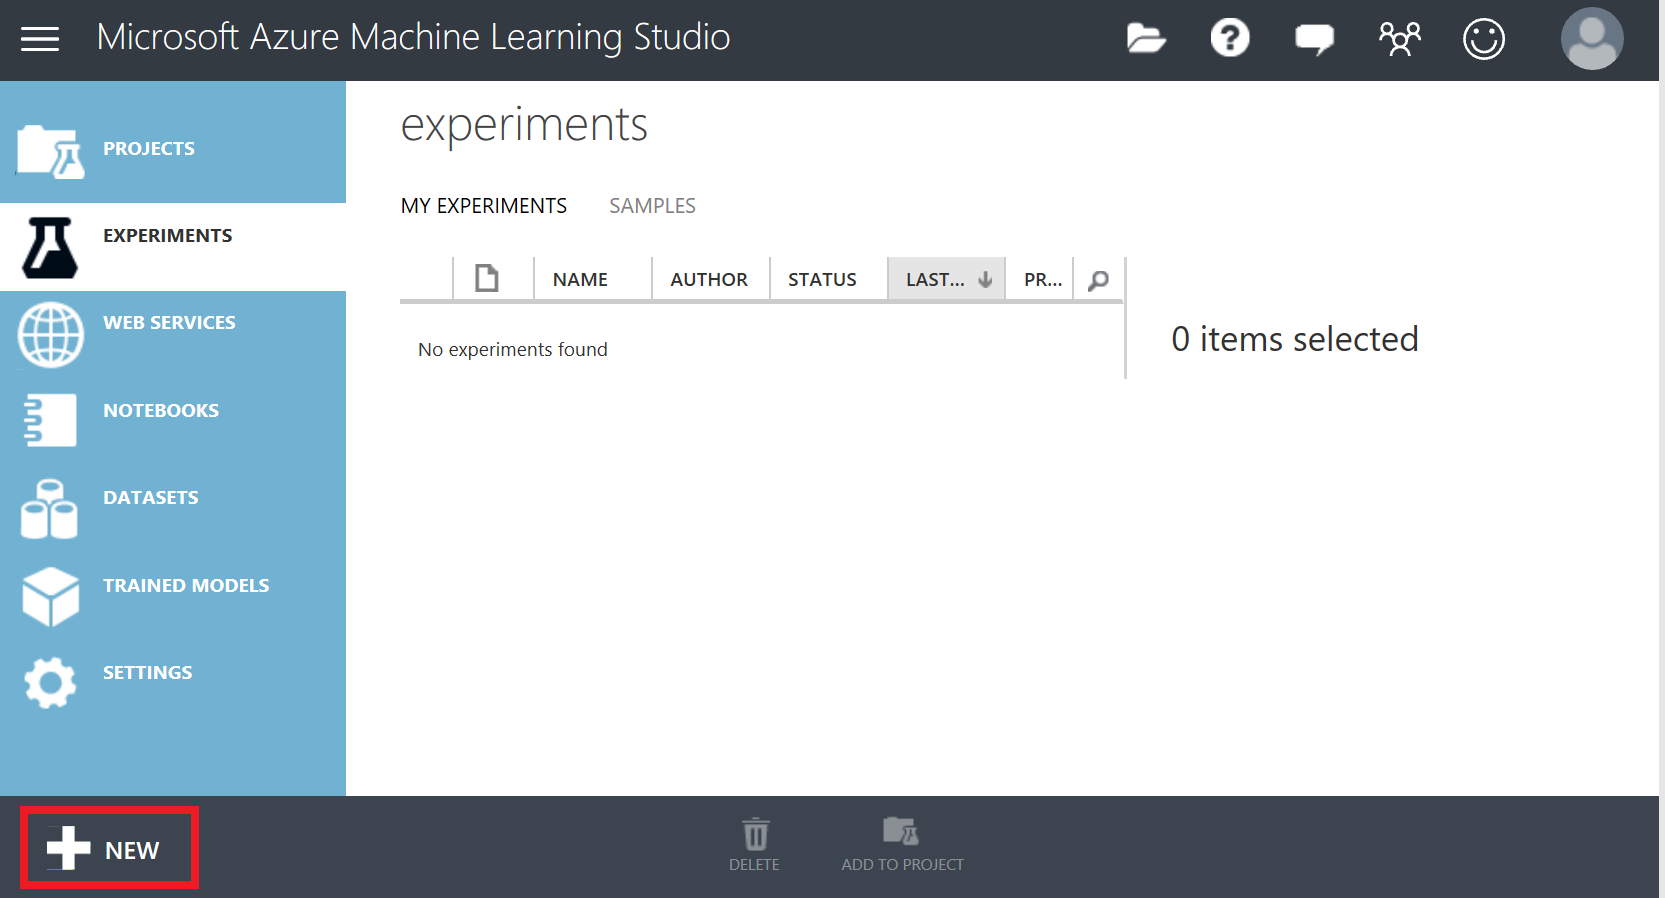 Microsoft Azure Machine Learning Studio
?
PROJECTS
EXPERIMENTS
WEB SERVICES
NOTEBOOKS
DATASETS
TRAINED MODELS
SETTINGS
experiments
MY EXPERIMENTS SAMPLES
NAME AUTHOR STATUS LAST... PR...
No experiments found
0 items selected
NEW
DELETE
ADD TO PROJECT